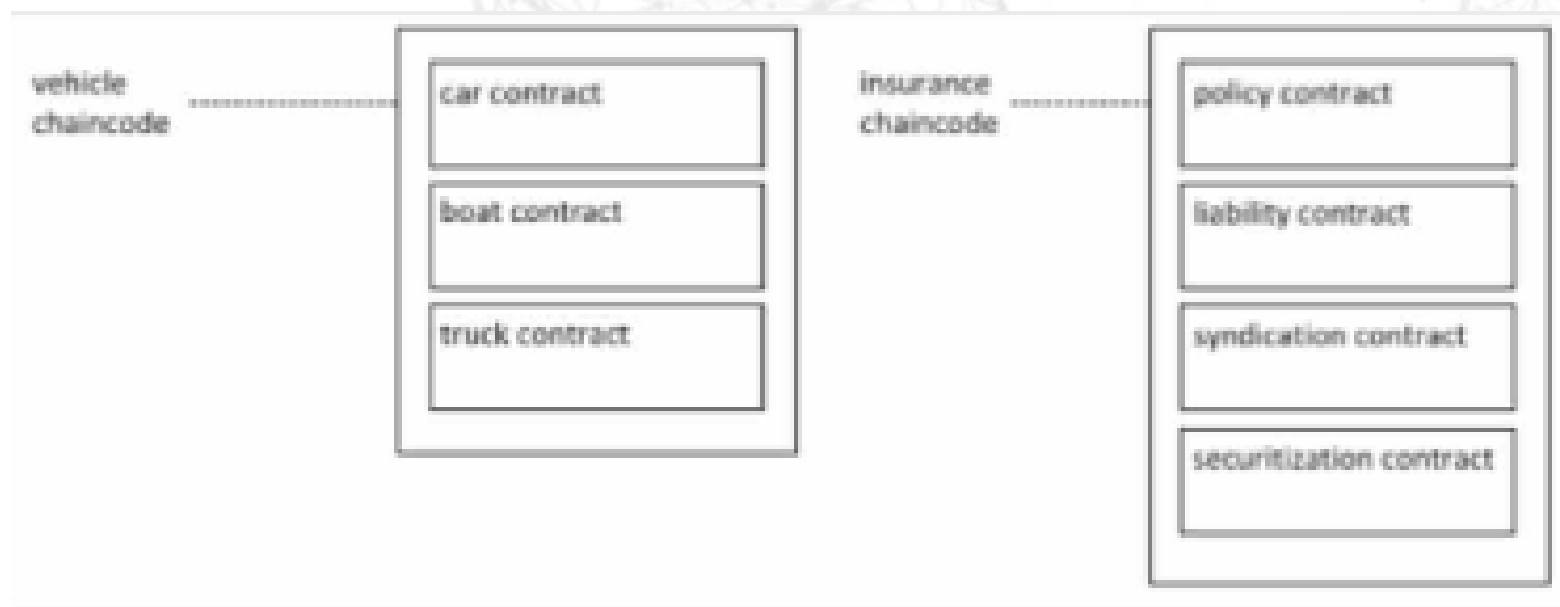 vehicle
chaincode
car contract
boat contract
truck contract
insurance
chaincode
policy contract
liability contract
syndication contract
securitization contract